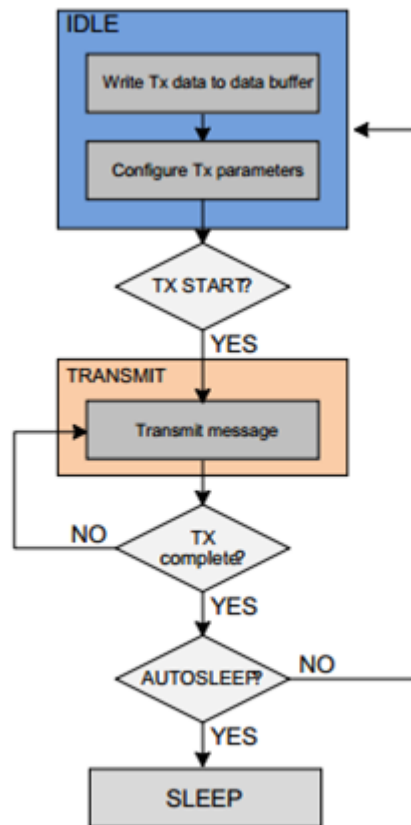 IDLE
Write Tx data to data buffer
Configure Tx parameters
TX START?
YES
TRANSMIT
Transmit message
NO
TX
complete?
YES
AUTOSLEEP?
NO
YES
SLEEP